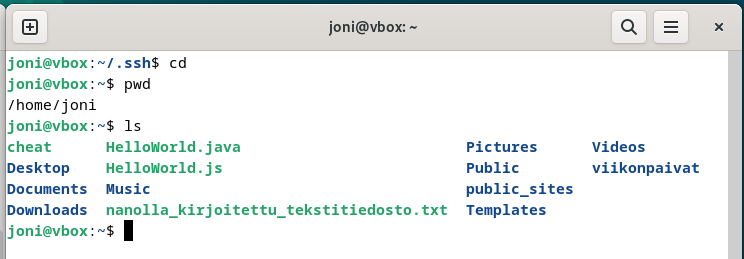 joni@vbox: ~
joni@vbox:~/.ssh$ cd
joni@vbox:~$ pwd
/home/joni
joni@vbox:~$ ls
cheat HelloWorld.java Pictures Videos
Desktop HelloWorld.js Public viikonpaivat
Documents Music public_sites
Downloads nanolla_kirjoitettu_tekstitiedosto.txt Templates
joni@vbox:~$